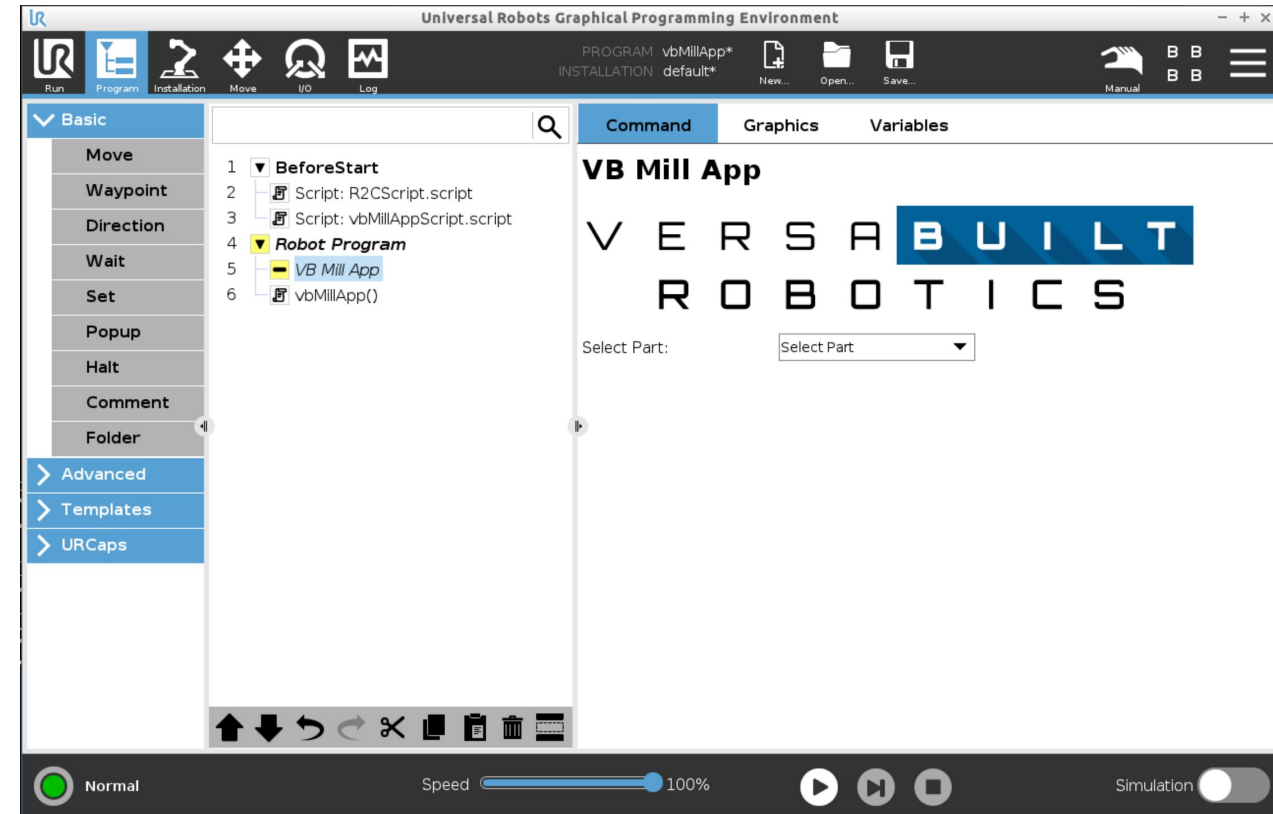 Universal Robots Graphical Programming Environment
Run
Program
Installation
Move
I/O
Log
PROGRAM vbMillApp*
INSTALLATION default*
New...
Open...
Save...
Manual
B B
B B
Basic
Move
Waypoint
Direction
Wait
Set
Popup
Halt
Comment
Folder
Advanced
Templates
URCaps
1 BeforeStart
2 Script: R2CScript.script
3 Script: vbMillAppScript.script
4 Robot Program
5 VB Mill App
6 vbMillApp()
Command Graphics Variables
VB Mill App
VERSABUILT
ROBOTICS
Select Part: Select Part
Normal
Speed 100%
Simulation